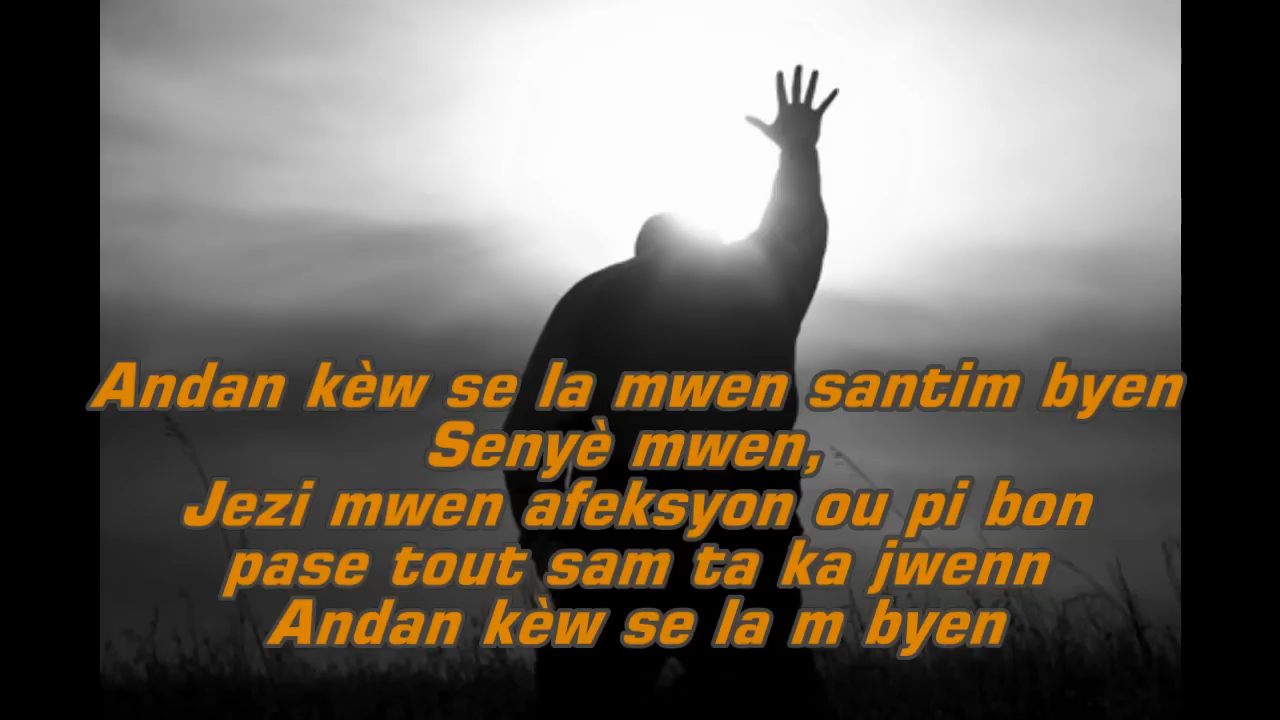 Andan kèw se la mwen santim byen
Senyè mwen,
Jezi mwen afeksyon ou pi bon
pase tout sam ta ka jwenn
Andan kèw se la m byen